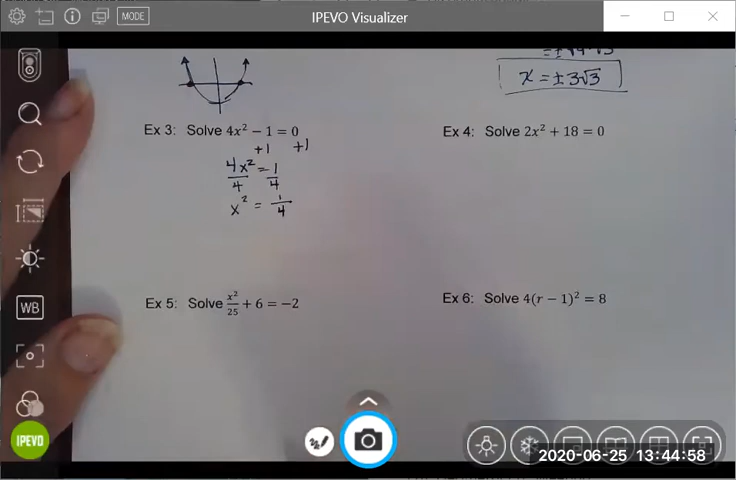 IPEVO Visualizer
MODE
x = ±3√3
Ex 3: Solve 4x² − 1 = 0
+1 +1
4x² = 1
4 4
x² = 1/4
Ex 4: Solve 2x² + 18 = 0
Ex 5: Solve x²/25 + 6 = −2
Ex 6: Solve 4(r − 1)² = 8
WB
IPEVO
2020-06-25 13:44:58